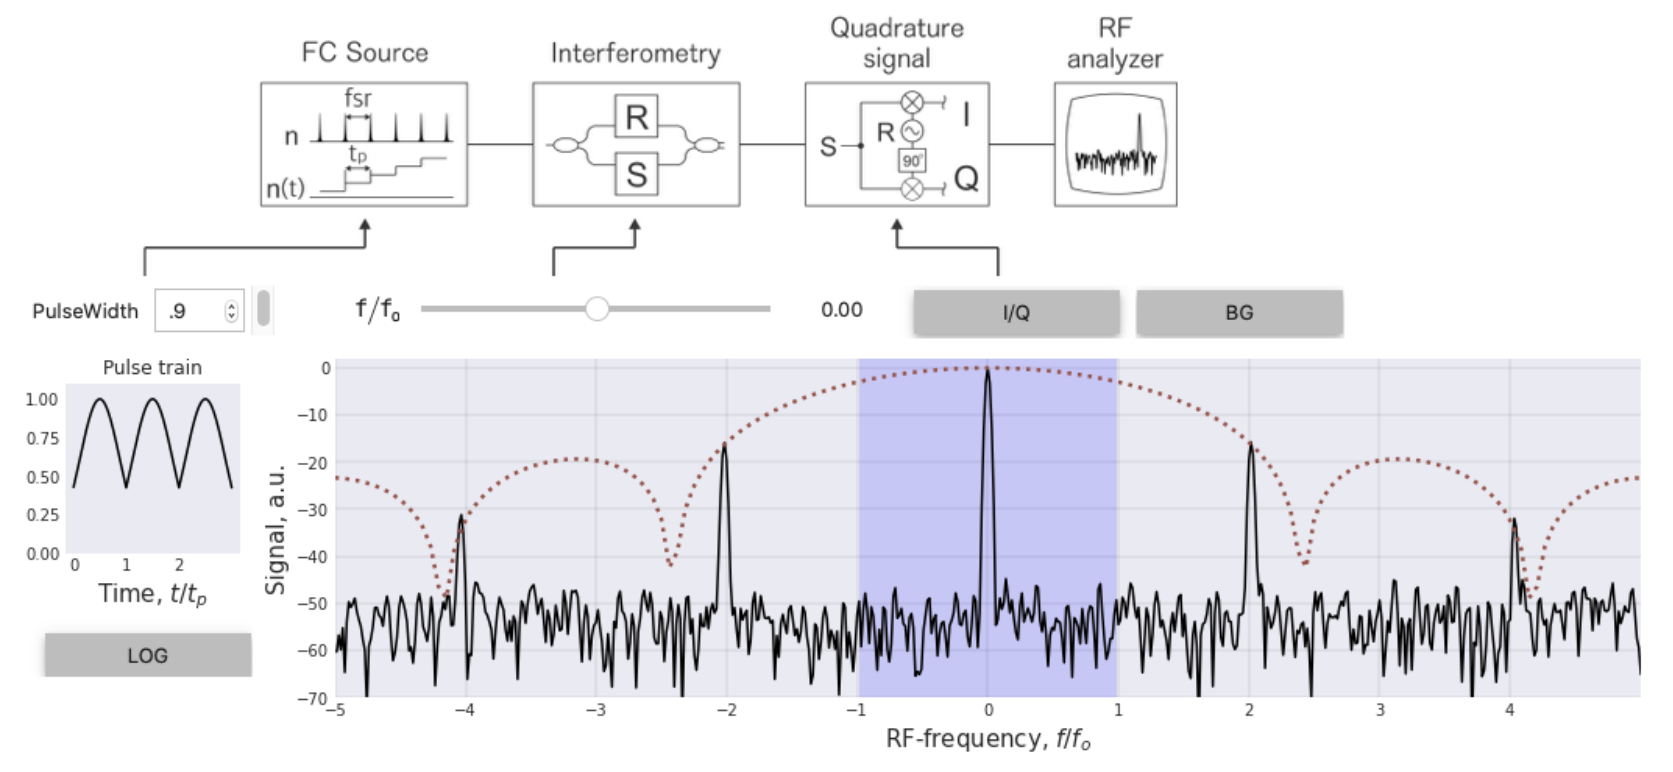 FC Source
Interferometry
Quadrature
signal
RF
analyzer
fsr
n
tp
n(t)
R
S
S
R
90°
I
Q
PulseWidth
.9
f/fo
0.00
I/Q
BG
Pulse train
1.00
0.75
0.50
0.25
0.00
0 1 2
Time, t/tp
LOG
Signal, a.u.
0
−10
−20
−30
−40
−50
−60
−70
−5 −4 −3 −2 −1 0 1 2 3 4
RF-frequency, f/fo